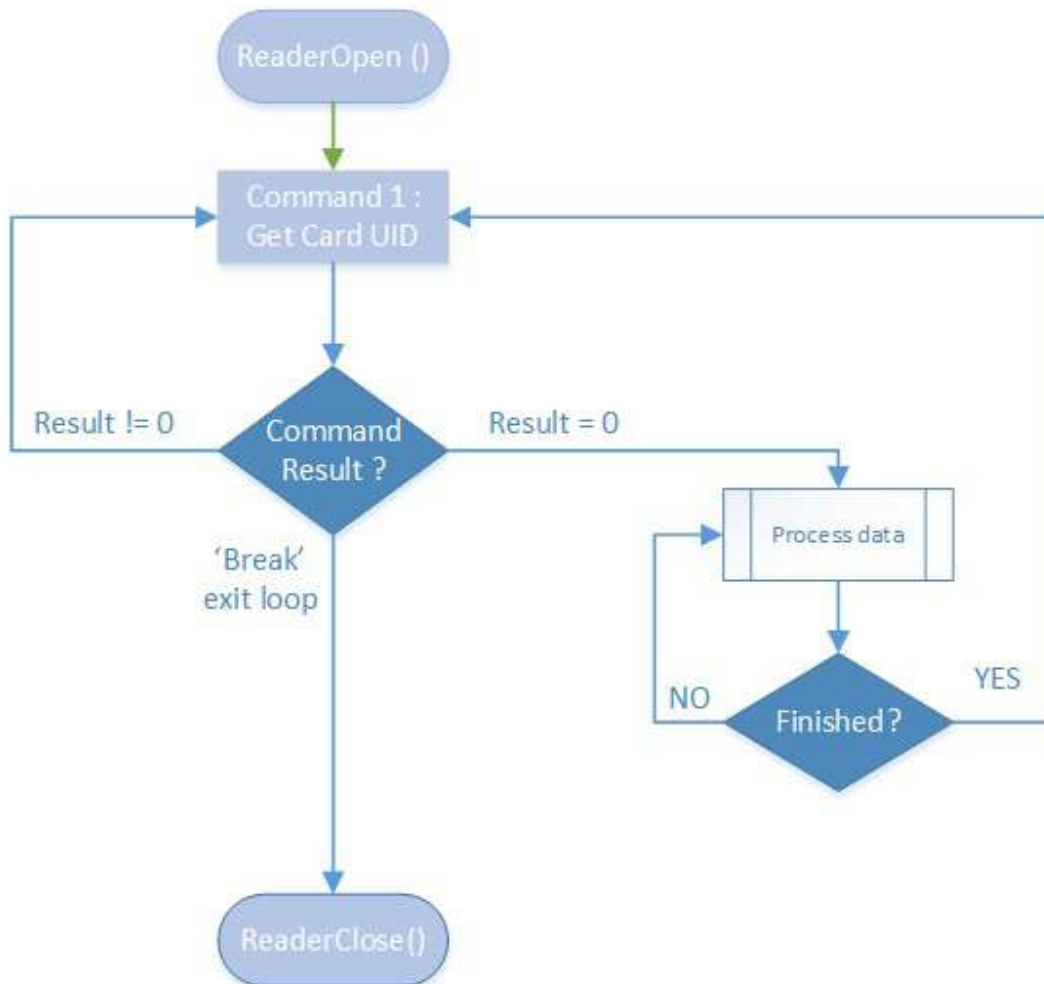 ReaderOpen ()
Command 1 :
Get Card UID
Result != 0
Command
Result ?
Result = 0
Process data
‘Break’
exit loop
NO
Finished?
YES
ReaderClose()